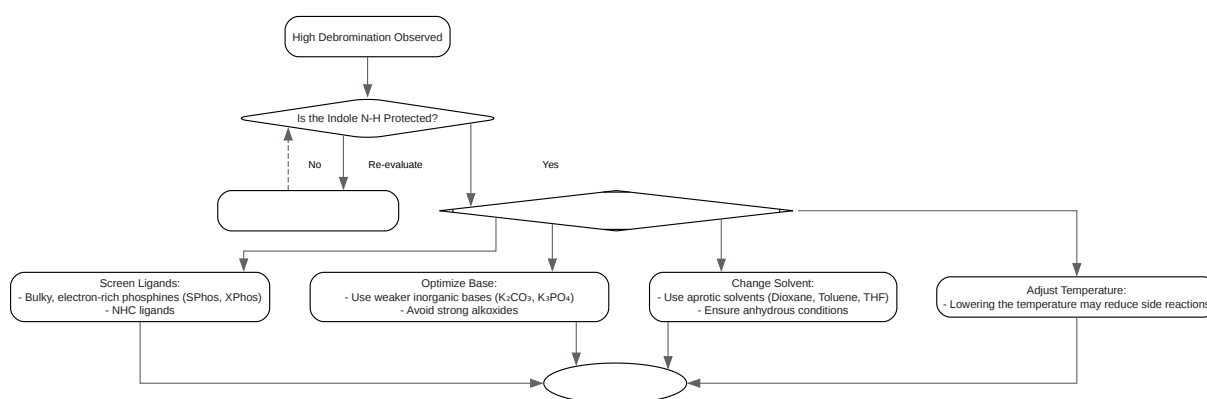 High Debromination Observed
Is the Indole N-H Protected?
No
Re-evaluate
Yes
Screen Ligands:
- Bulky, electron-rich phosphines (SPhos, XPhos)
- NHC ligands
Optimize Base:
- Use weaker inorganic bases (K₂CO₃, K₃PO₄)
- Avoid strong alkoxides
Change Solvent:
- Use aprotic solvents (Dioxane, Toluene, THF)
- Ensure anhydrous conditions
Adjust Temperature:
- Lowering the temperature may reduce side reactions